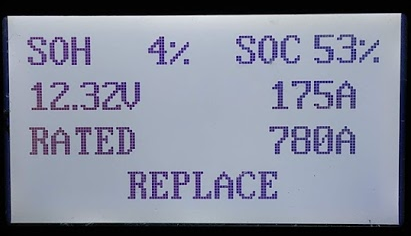 SOH 4% SOC 53%
12.32V 175A
RATED 780A
REPLACE